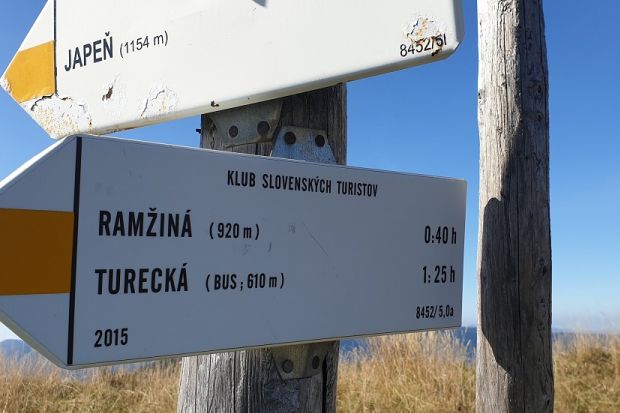 JAPEŇ (1154 m)
8452/5l
KLUB SLOVENSKÝCH TURISTOV
RAMŽINÁ (920 m) 0:40 h
TURECKÁ (BUS; 610 m) 1:25 h
2015 8452/5,0a